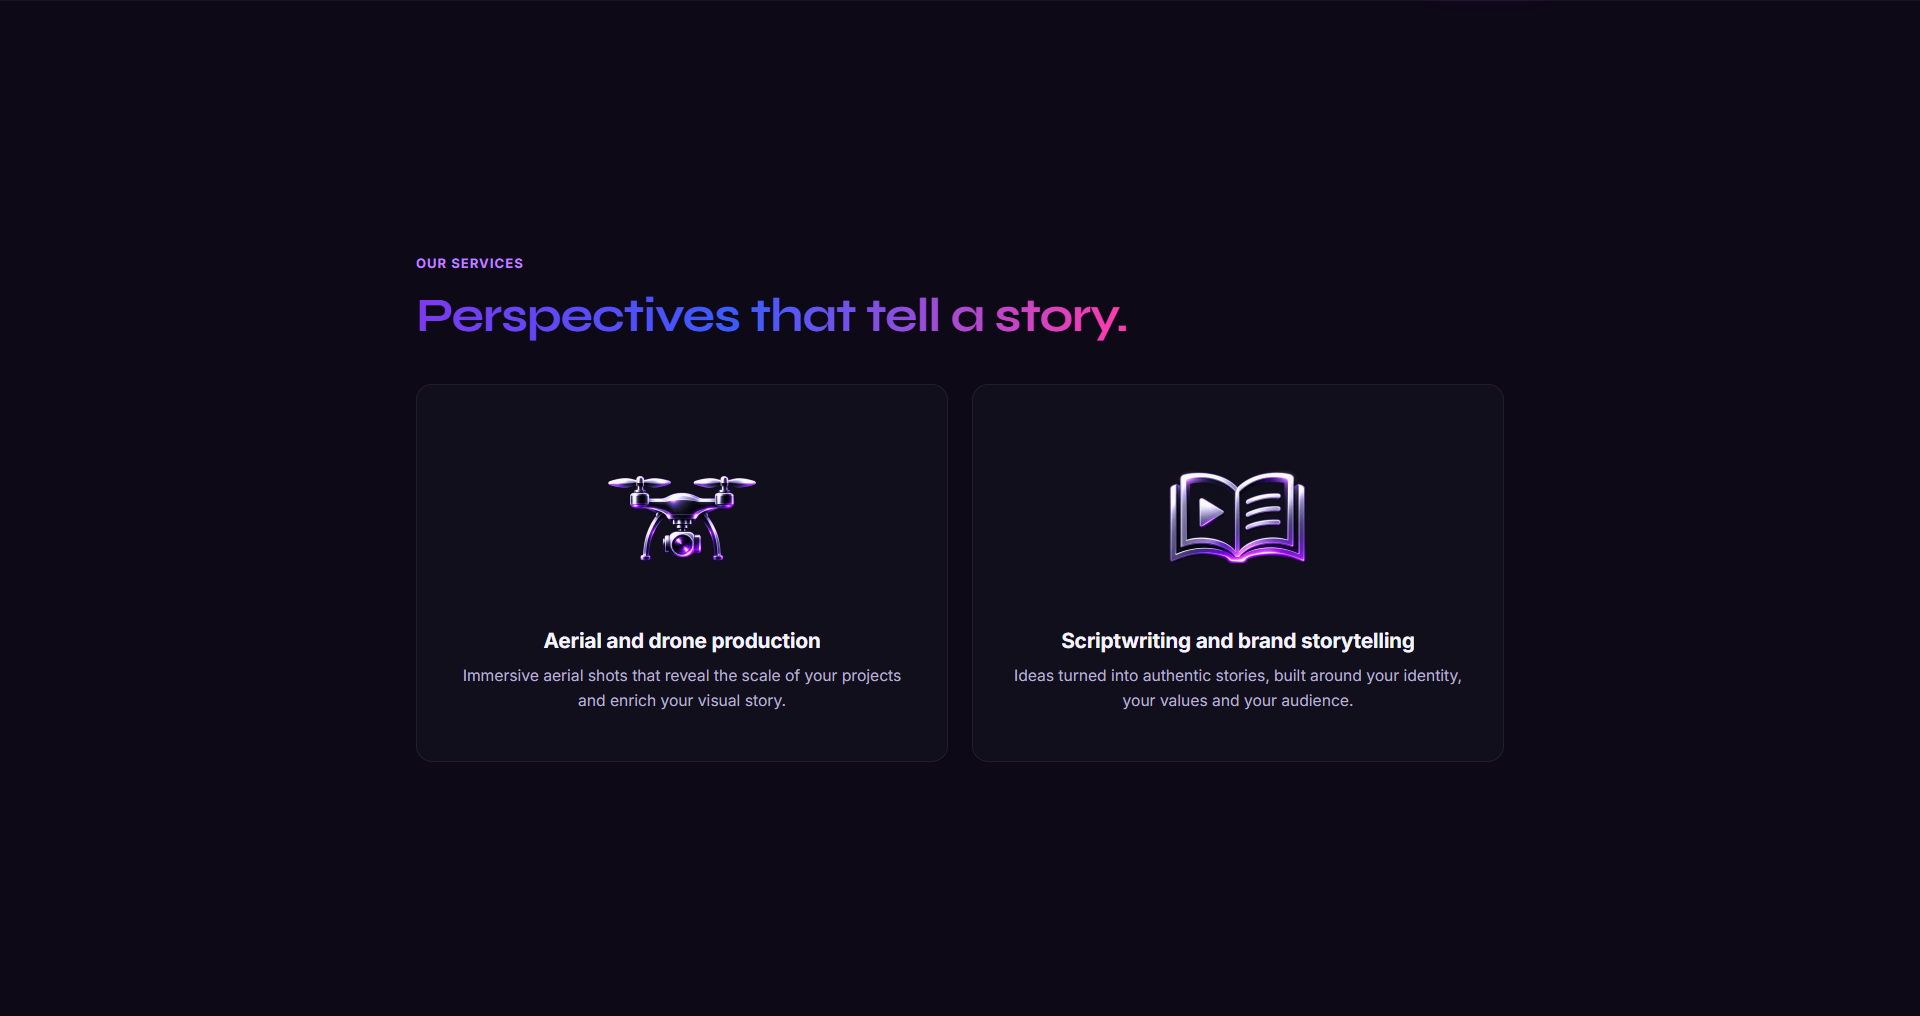 OUR SERVICES
Perspectives that tell a story.
Aerial and drone production
Immersive aerial shots that reveal the scale of your projects
and enrich your visual story.
Scriptwriting and brand storytelling
Ideas turned into authentic stories, built around your identity,
your values and your audience.